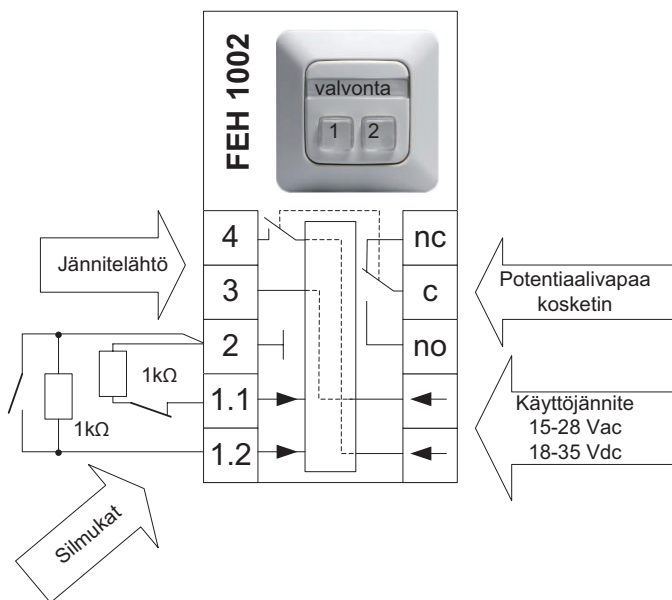 FEH 1002
valvonta
1 2
Jännitelähtö
4
3
2
1.1
1.2
nc
c
no
Potentiaalivapaa
kosketin
Käyttöjännite
15-28 Vac
18-35 Vdc
1kΩ
1kΩ
Silmukat